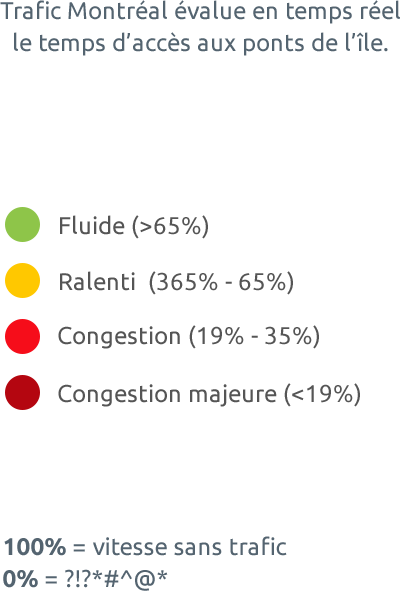 Trafic Montréal évalue en temps réel
le temps d’accès aux ponts de l’île.
Fluide (>65%)
Ralenti (365% - 65%)
Congestion (19% - 35%)
Congestion majeure (<19%)
100% = vitesse sans trafic
0% = ?!?*#^@*